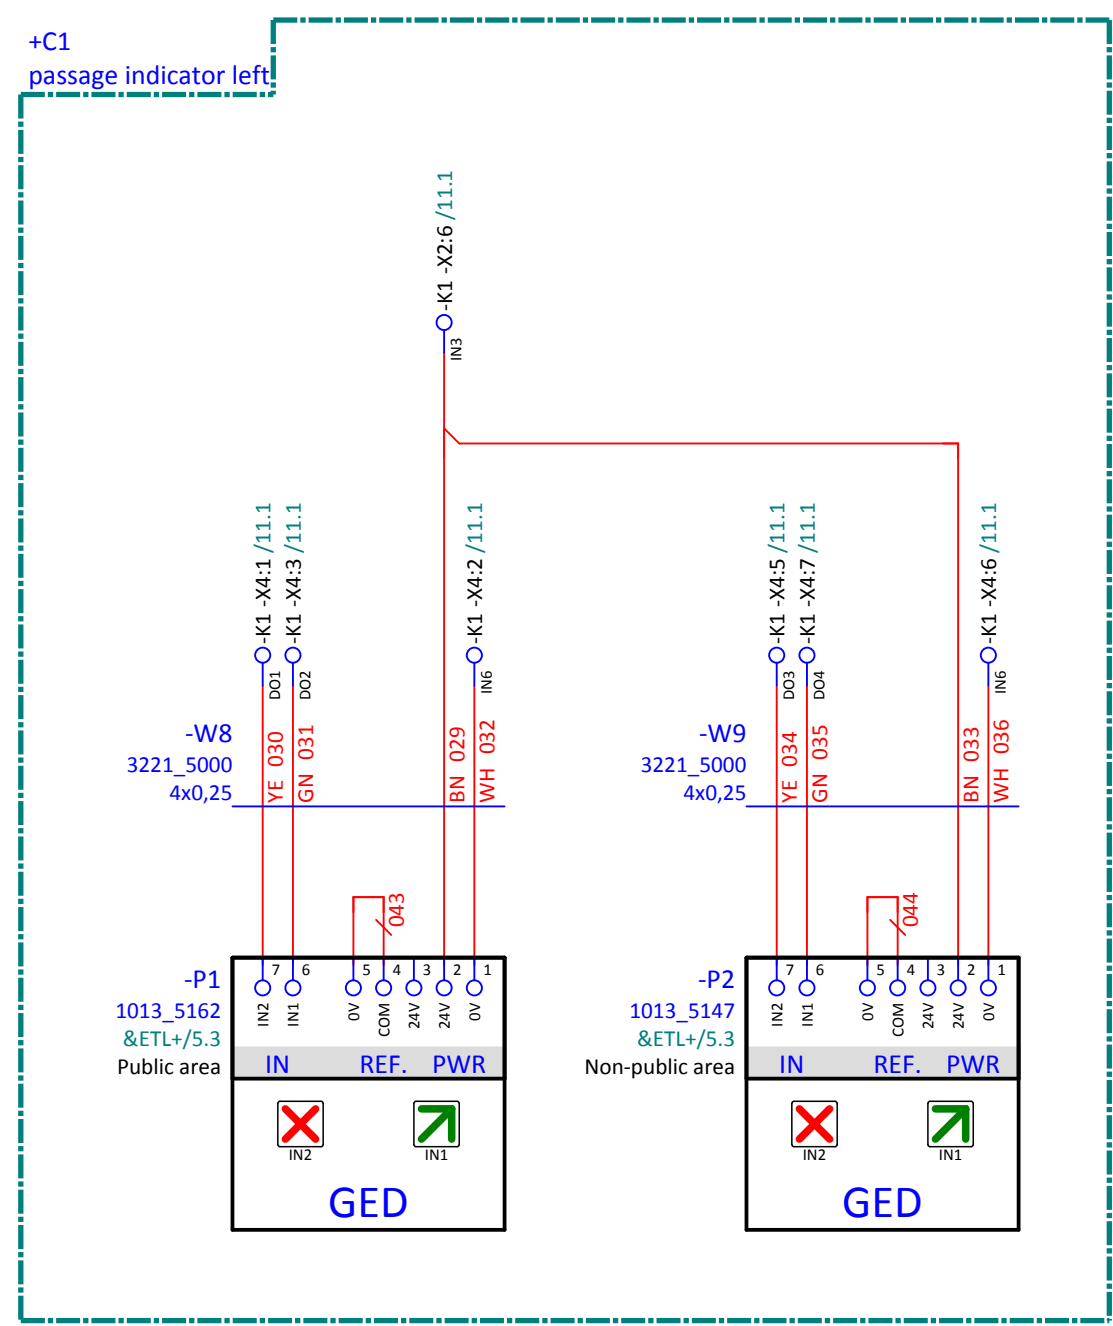 +C1
passage indicator left
-K1 -X2:6 /11.1
IN3
-K1 -X4:1 /11.1
DO1
-K1 -X4:3 /11.1
DO2
-K1 -X4:2 /11.1
IN6
-K1 -X4:5 /11.1
DO3
-K1 -X4:7 /11.1
DO4
-K1 -X4:6 /11.1
IN6
-W8
3221_5000
4x0,25
YE 030
GN 031
BN 029
WH 032
-W9
3221_5000
4x0,25
YE 034
GN 035
BN 033
WH 036
043
044
-P1
1013_5162
&ETL+/5.3
Public area
7 6 5 4 3 2 1
IN2 IN1 0V COM 24V 24V 0V
IN REF. PWR
IN2 IN1
GED
-P2
1013_5147
&ETL+/5.3
Non-public area
7 6 5 4 3 2 1
IN2 IN1 0V COM 24V 24V 0V
IN REF. PWR
IN2 IN1
GED